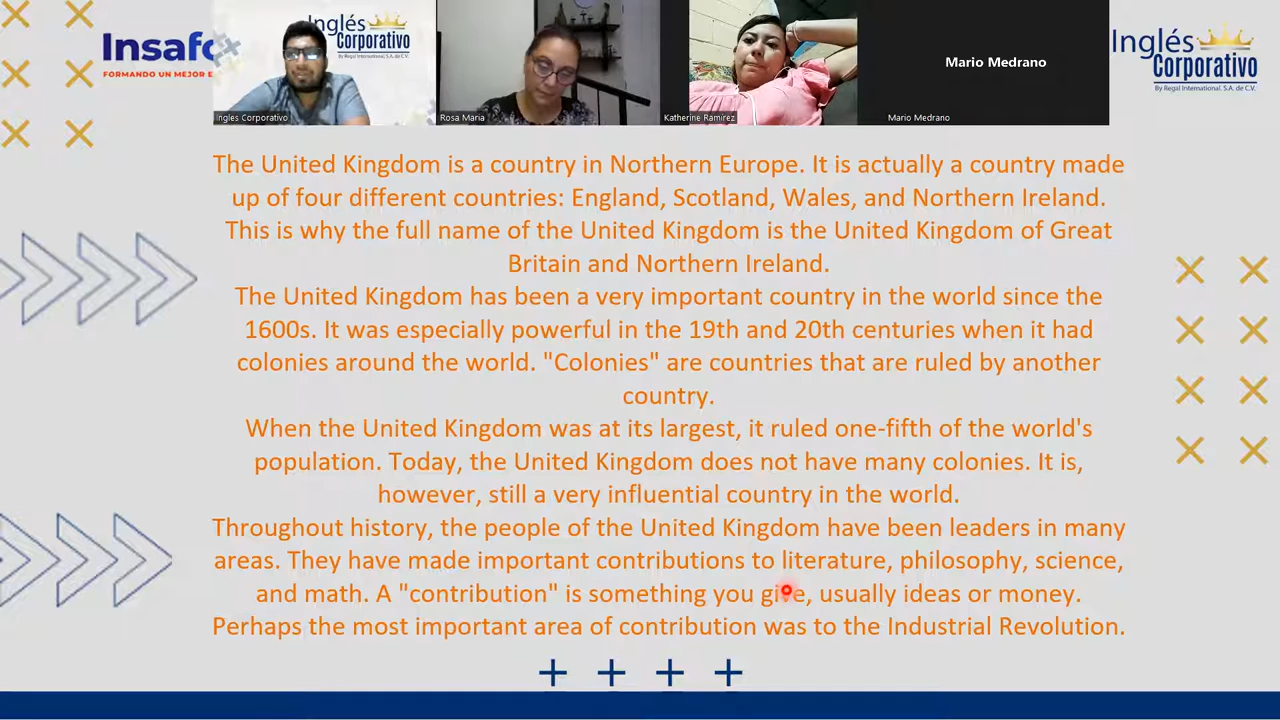 Insafo
FORMANDO UN MEJOR E
Inglés
Corporativo
By Regal International, S.A. de C.V.
Ingles Corporativo
Rosa Maria
Katherine Ramirez
Mario Medrano
Mario Medrano
Inglés
Corporativo
By Regal International, S.A. de C.V.
The United Kingdom is a country in Northern Europe. It is actually a country made
up of four different countries: England, Scotland, Wales, and Northern Ireland.
This is why the full name of the United Kingdom is the United Kingdom of Great
Britain and Northern Ireland.
The United Kingdom has been a very important country in the world since the
1600s. It was especially powerful in the 19th and 20th centuries when it had
colonies around the world. "Colonies" are countries that are ruled by another
country.
When the United Kingdom was at its largest, it ruled one-fifth of the world's
population. Today, the United Kingdom does not have many colonies. It is,
however, still a very influential country in the world.
Throughout history, the people of the United Kingdom have been leaders in many
areas. They have made important contributions to literature, philosophy, science,
and math. A "contribution" is something you give, usually ideas or money.
Perhaps the most important area of contribution was to the Industrial Revolution.